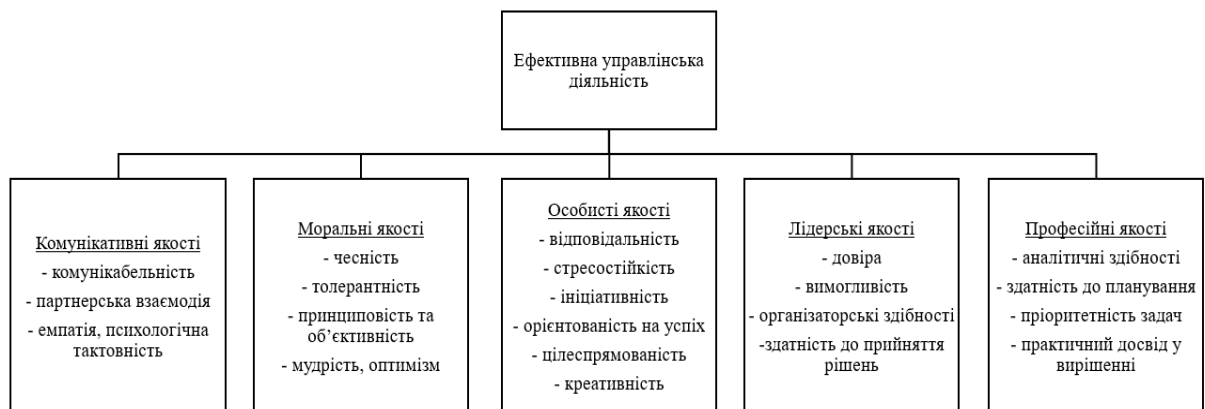 Ефективна управлінська
діяльність
Комунікативні якості
- комунікабельність
- партнерська взаємодія
- емпатія, психологічна
тактовність
Моральні якості
- чесність
- толерантність
- принциповість та
об’єктивність
- мудрість, оптимізм
Особисті якості
- відповідальність
- стресостійкість
- ініціативність
- орієнтованість на успіх
- цілеспрямованість
- креативність
Лідерські якості
- довіра
- вимогливість
- організаторські здібності
-здатність до прийняття
рішень
Професійні якості
- аналітичні здібності
- здатність до планування
- пріоритетність задач
- практичний досвід у
вирішенні